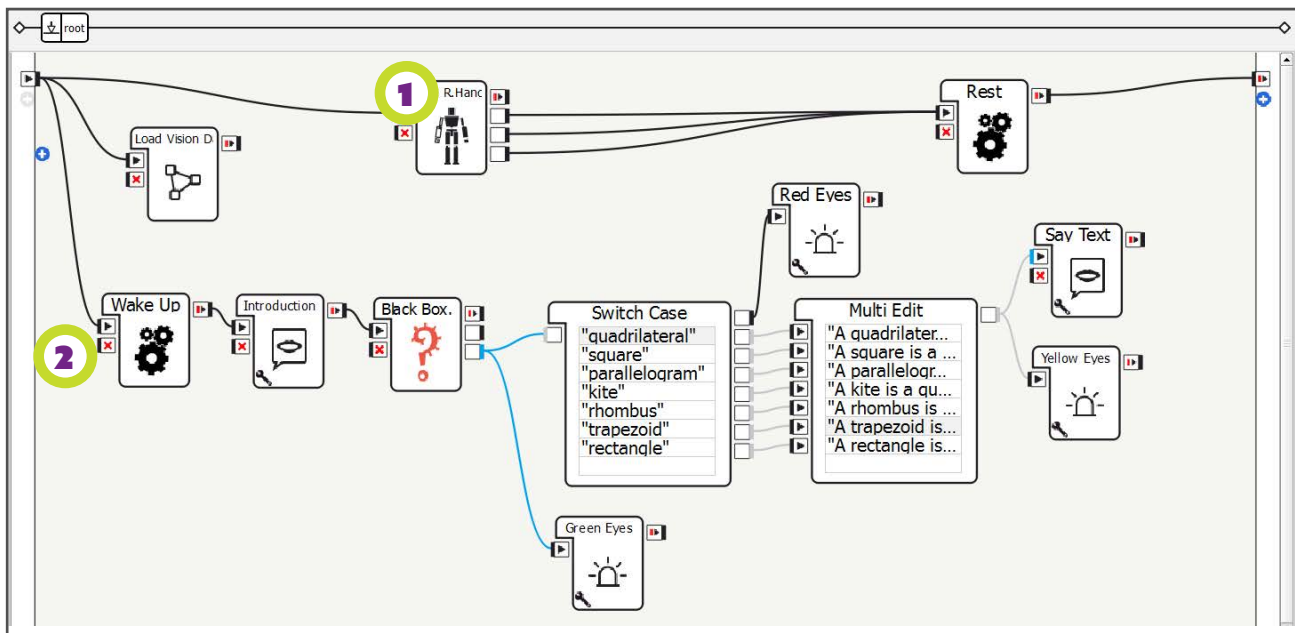 root
1
R.Hand
Rest
Load Vision D
Red Eyes
Say Text
2
Wake Up
Introduction
Black Box.
Switch Case
"quadrilateral"
"square"
"parallelogram"
"kite"
"rhombus"
"trapezoid"
"rectangle"
Multi Edit
"A quadrilater...
"A square is a ...
"A parallelogr...
"A kite is a qu...
"A rhombus is ...
"A trapezoid is...
"A rectangle is...
Yellow Eyes
Green Eyes